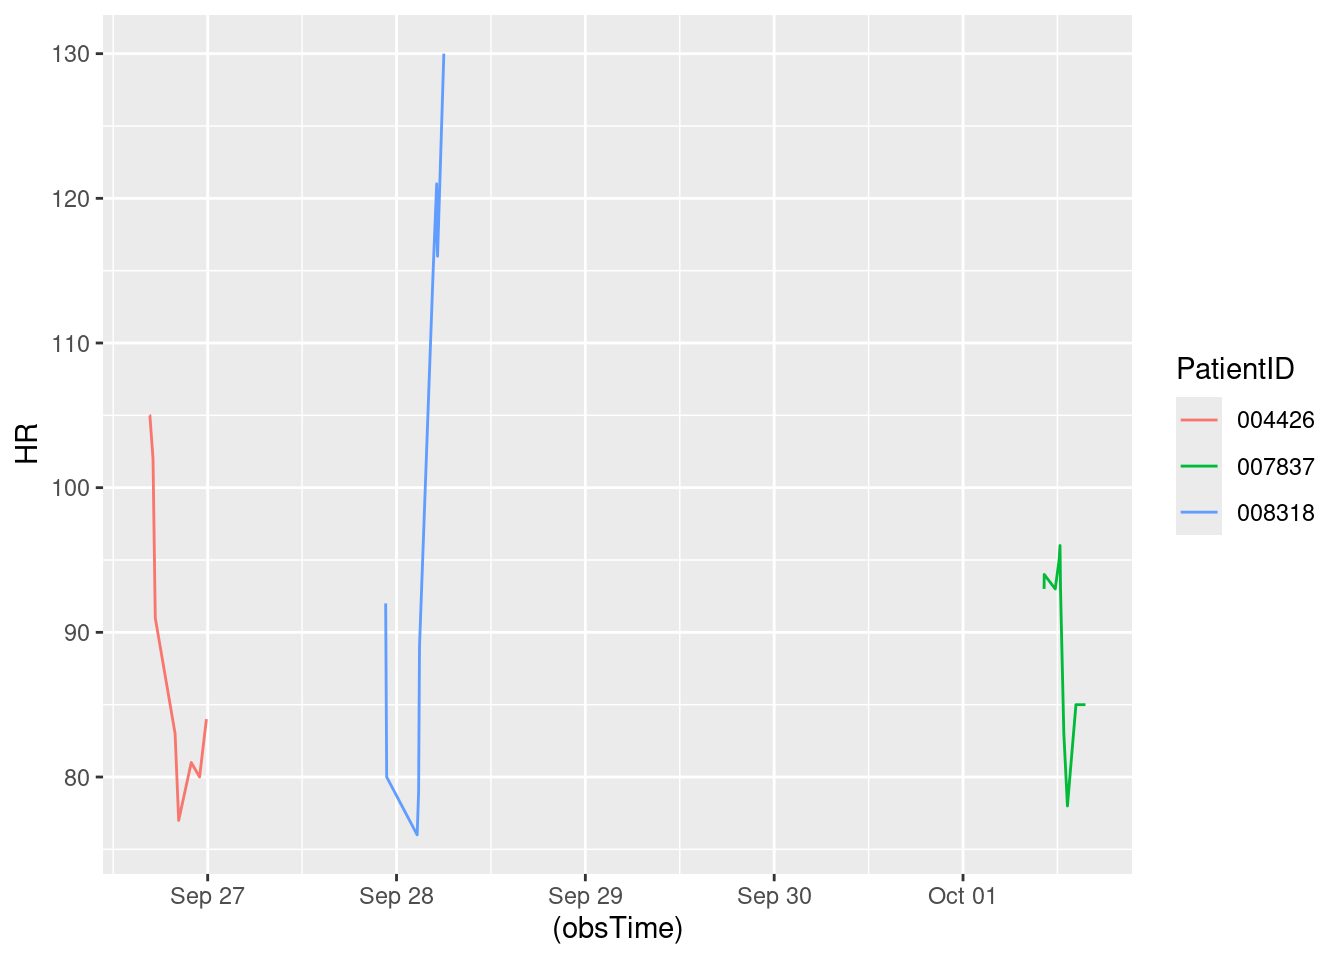 130
120
110
100
90
80
HR
Sep 27
Sep 28
Sep 29
Sep 30
Oct 01
(obsTime)
PatientID
004426
007837
008318